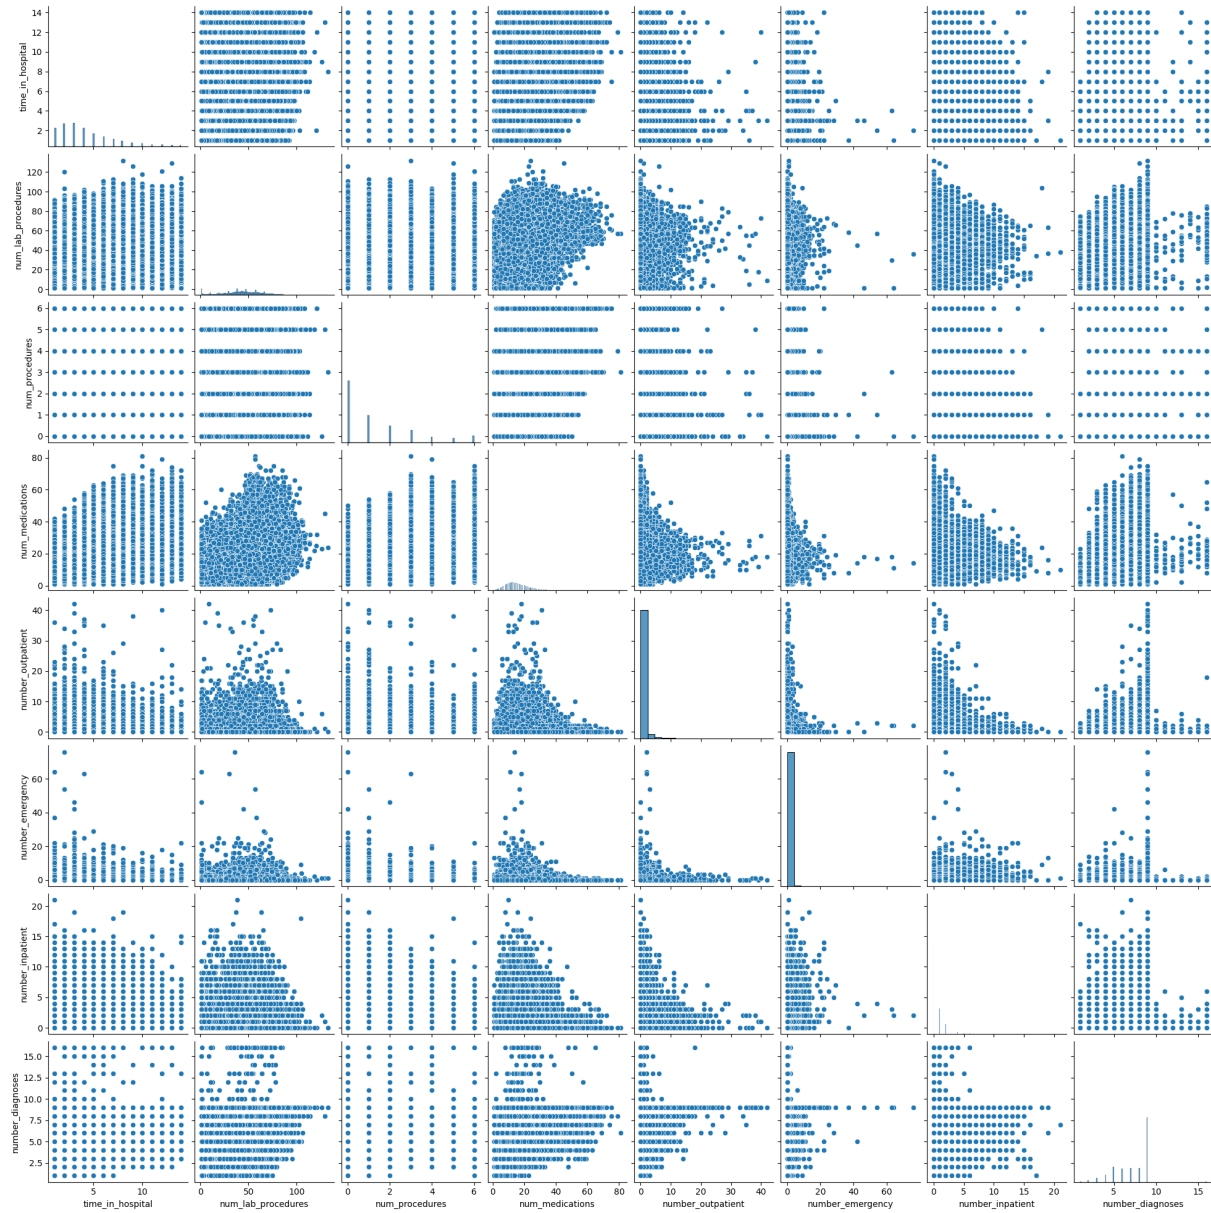 14
12
10
8
6
4
2
time_in_hospital
120
100
80
60
40
20
0
num_lab_procedures
6
5
4
3
2
1
0
num_procedures
80
60
40
20
0
num_medications
40
30
20
10
0
number_outpatient
60
40
20
0
number_emergency
20
15
10
5
0
number_inpatient
15.0
12.5
10.0
7.5
5.0
2.5
number_diagnoses
5 10
time_in_hospital
0 50 100
num_lab_procedures
0 2 4 6
num_procedures
0 20 40 60 80
num_medications
0 10 20 30 40
number_outpatient
0 20 40 60
number_emergency
0 5 10 15 20
number_inpatient
5 10 15
number_diagnoses